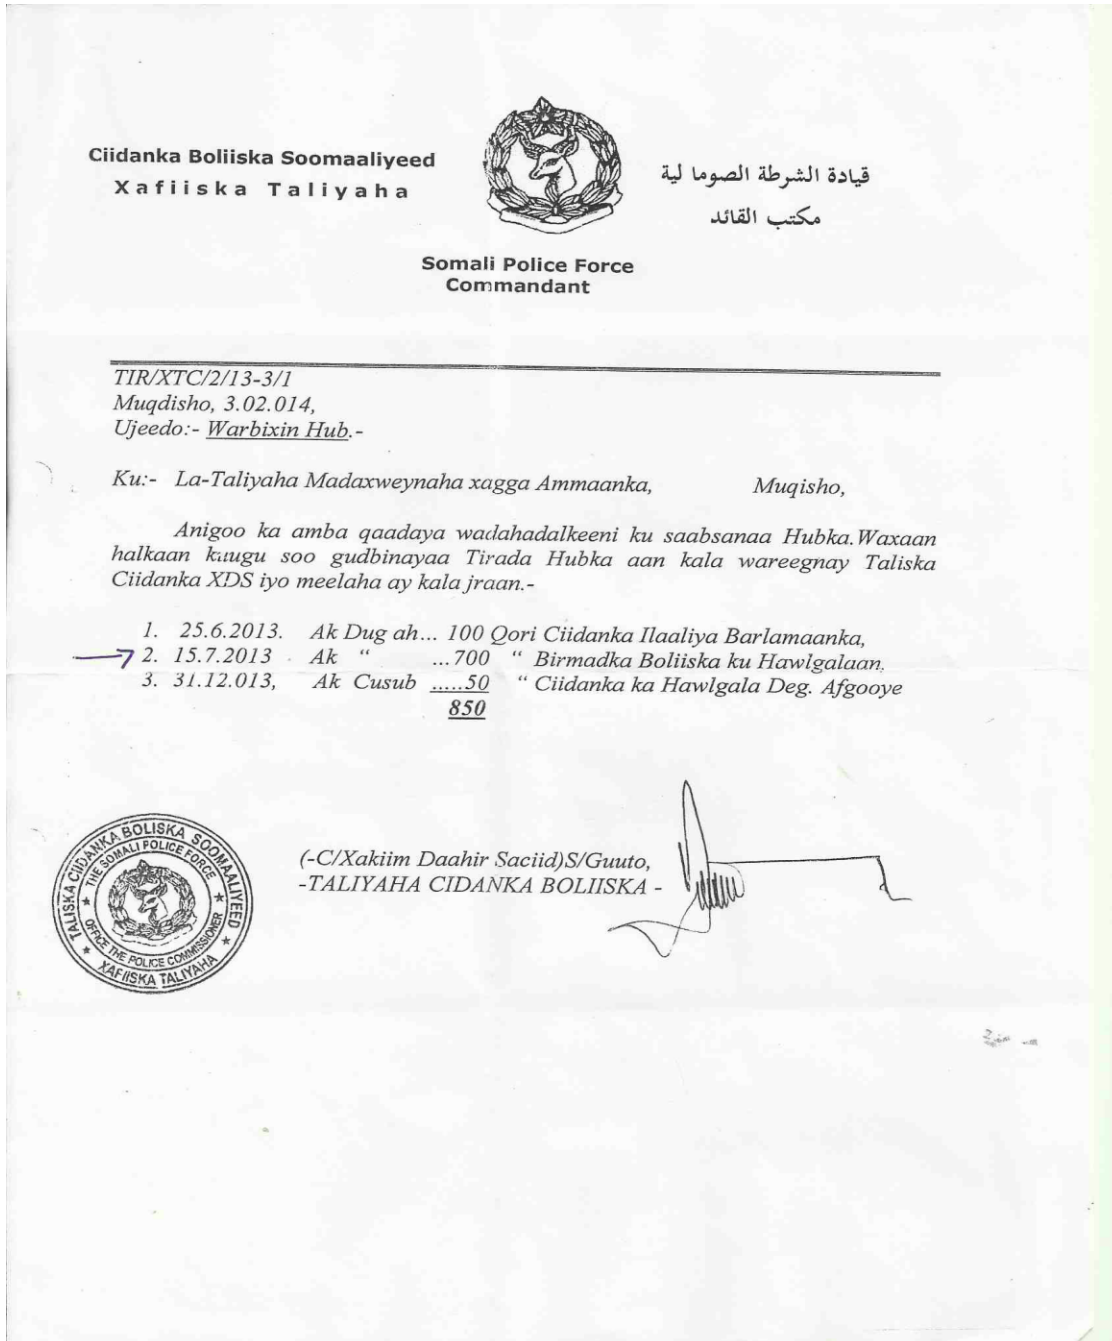 Ciidanka Boliiska Soomaaliyeed
Xafiiska Taliyaha
قيادة الشرطة الصوما لية
مكتب القائد
Somali Police Force
Commandant
TIR/XTC/2/13-3/1
Muqdisho, 3.02.014,
Ujeedo:- Warbixin Hub.-
Ku:- La-Taliyaha Madaxweynaha xagga Ammaanka, Muqisho,
Anigoo ka amba qaadaya wadahadalkeeni ku saabsanaa Hubka. Waxaan
halkaan kuugu soo gudbinayaa Tirada Hubka aan kala wareegnay Taliska
Ciidanka XDS iyo meelaha ay kala jraan.-
1. 25.6.2013. Ak Dug ah... 100 Qori Ciidanka Ilaaliya Barlamaanka,
2. 15.7.2013 Ak “ ...700 “ Birmadka Boliiska ku Hawlgalaan.
3. 31.12.013, Ak Cusub .....50 “ Ciidanka ka Hawlgala Deg. Afgooye
850
(-C/Xakiim Daahir Saciid)S/Guuto,
-TALIYAHA CIDANKA BOLIISKA -
TALISKA CIIDANKA BOLISKA SOOMAALIYEED
THE SOMALI POLICE FORCE
OFFICE THE POLICE COMMISSIONER
XAFIISKA TALIYAHA